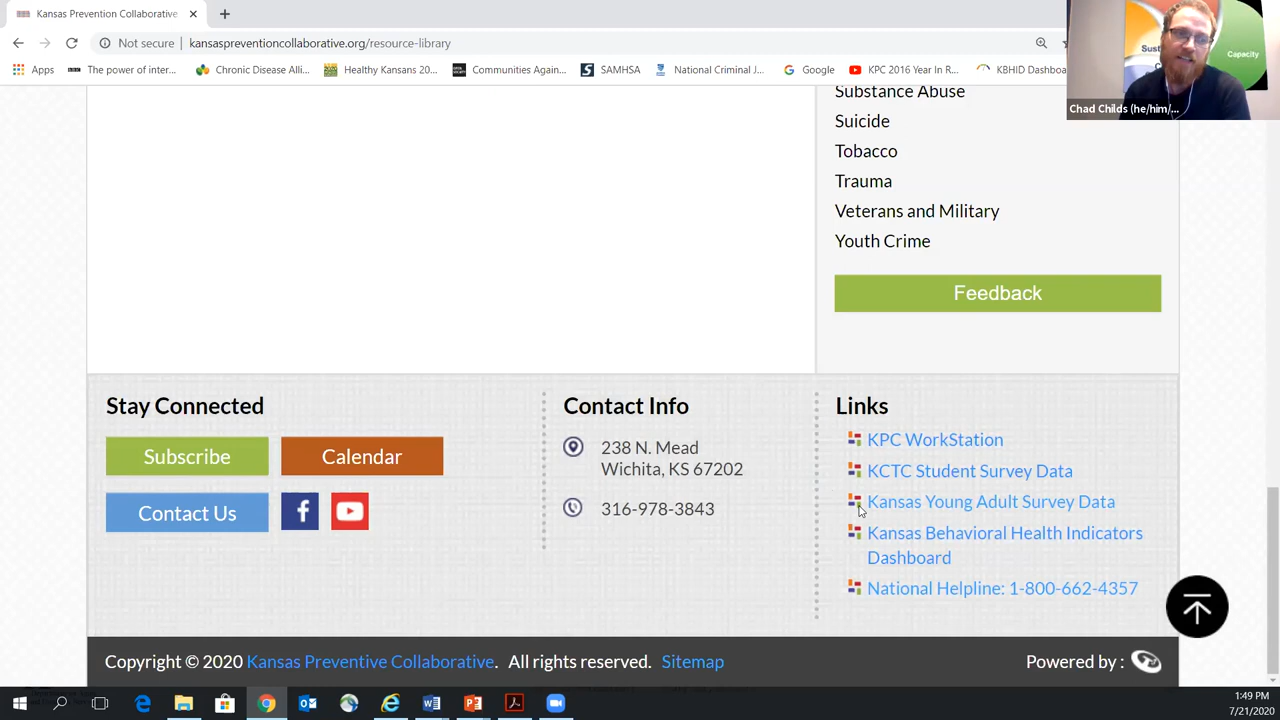 Kansas Prevention Collaborative
Not secure
kansaspreventioncollaborative.org/resource-library
Apps
The power of inter...
Chronic Disease Alli...
Healthy Kansans 20...
Communities Again...
SAMHSA
National Criminal J...
Google
KPC 2016 Year In R...
KBHID Dashboa
Capacity
Chad Childs (he/him/...
Substance Abuse
Suicide
Tobacco
Trauma
Veterans and Military
Youth Crime
Feedback
Stay Connected
Subscribe
Calendar
Contact Us
Contact Info
238 N. Mead
Wichita, KS 67202
316-978-3843
Links
KPC WorkStation
KCTC Student Survey Data
Kansas Young Adult Survey Data
Kansas Behavioral Health Indicators
Dashboard
National Helpline: 1-800-662-4357
Copyright © 2020 Kansas Preventive Collaborative. All rights reserved. Sitemap
Powered by :
1:49 PM
7/21/2020